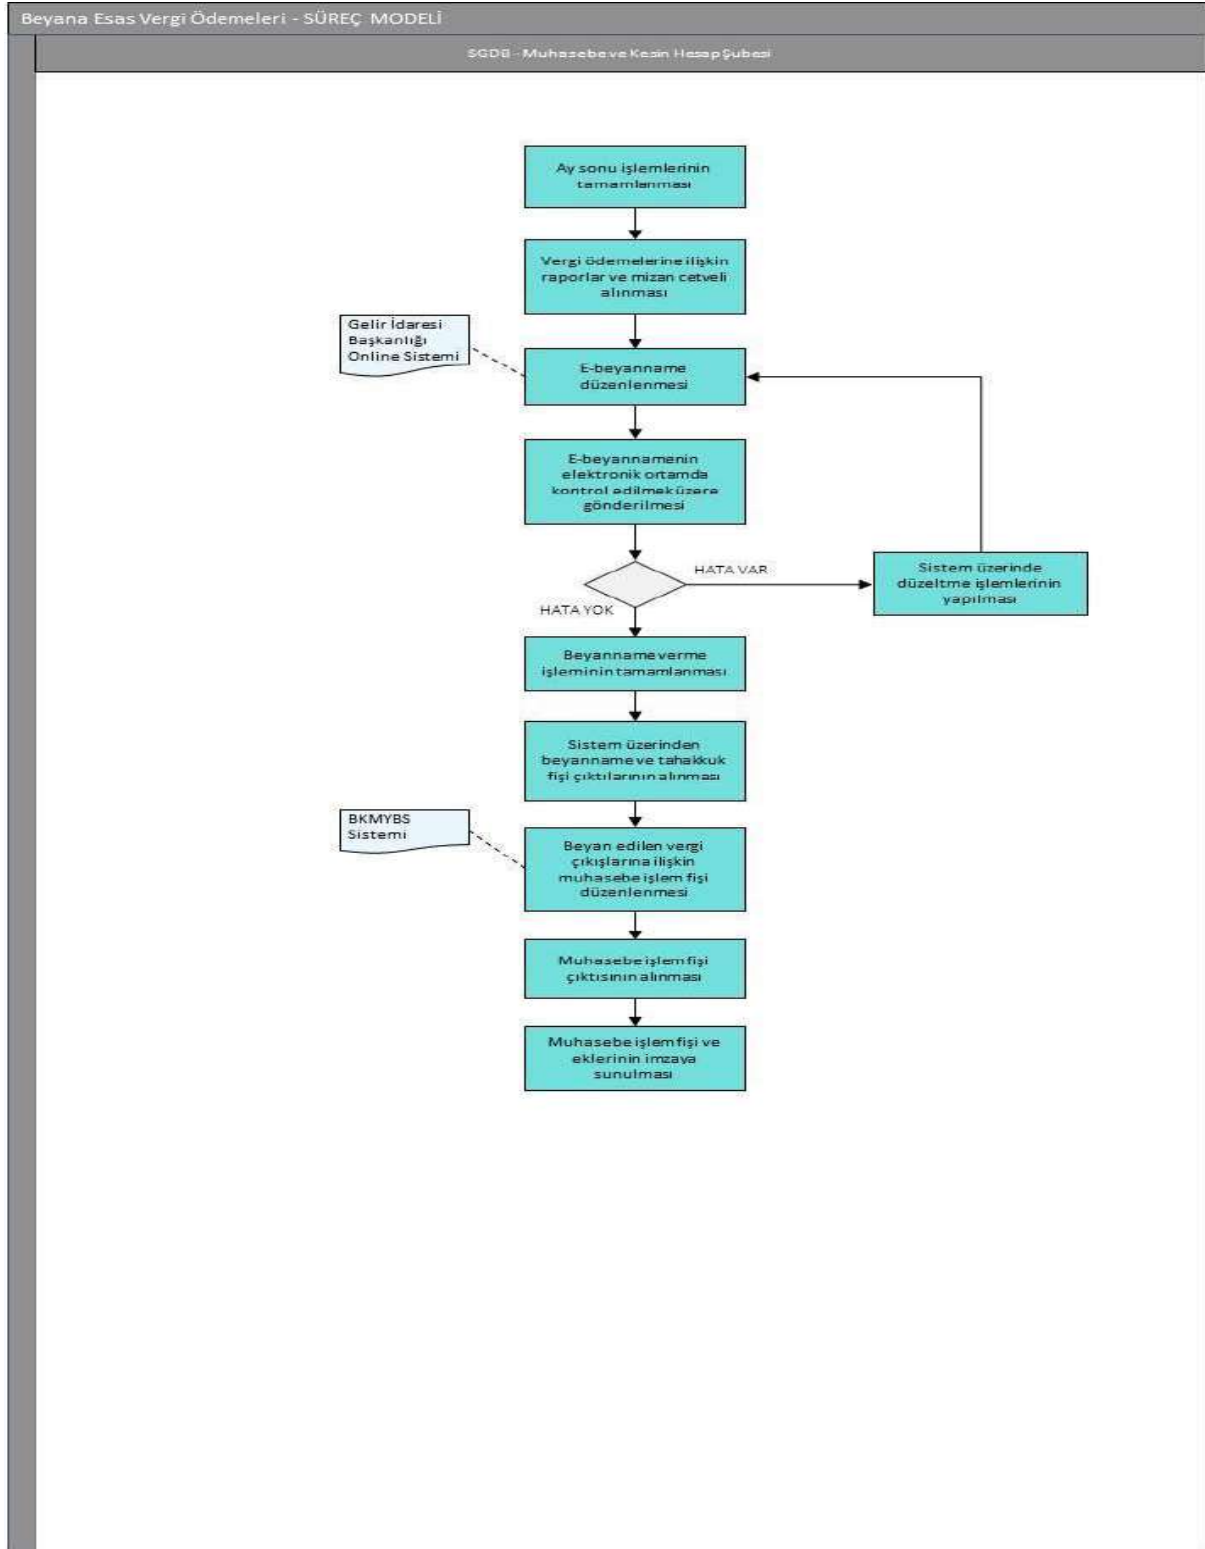 Beyana Esas Vergi Ödemeleri - SÜREÇ MODELİ
SGDB - Muhasebe ve Kesin Hesap Şubesi
Ay sonu işlemlerinin
tamamlanması
Vergi ödemelerine ilişkin
raporlar ve mizan cetveli
alınması
Gelir İdaresi
Başkanlığı
Online Sistemi
E-beyanname
düzenlenmesi
E-beyannamenin
elektronik ortamda
kontrol edilmek üzere
gönderilmesi
HATA VAR
Sistem üzerinde
düzeltme işlemlerinin
yapılması
HATA YOK
Beyanname verme
işleminin tamamlanması
Sistem üzerinden
beyanname ve tahakkuk
fişi çıktılarının alınması
BKMYBS
Sistemi
Beyan edilen vergi
çıkışlarına ilişkin
muhasebe işlem fişi
düzenlenmesi
Muhasebe işlem fişi
çıktısının alınması
Muhasebe işlem fişi ve
eklerinin imzaya
sunulması